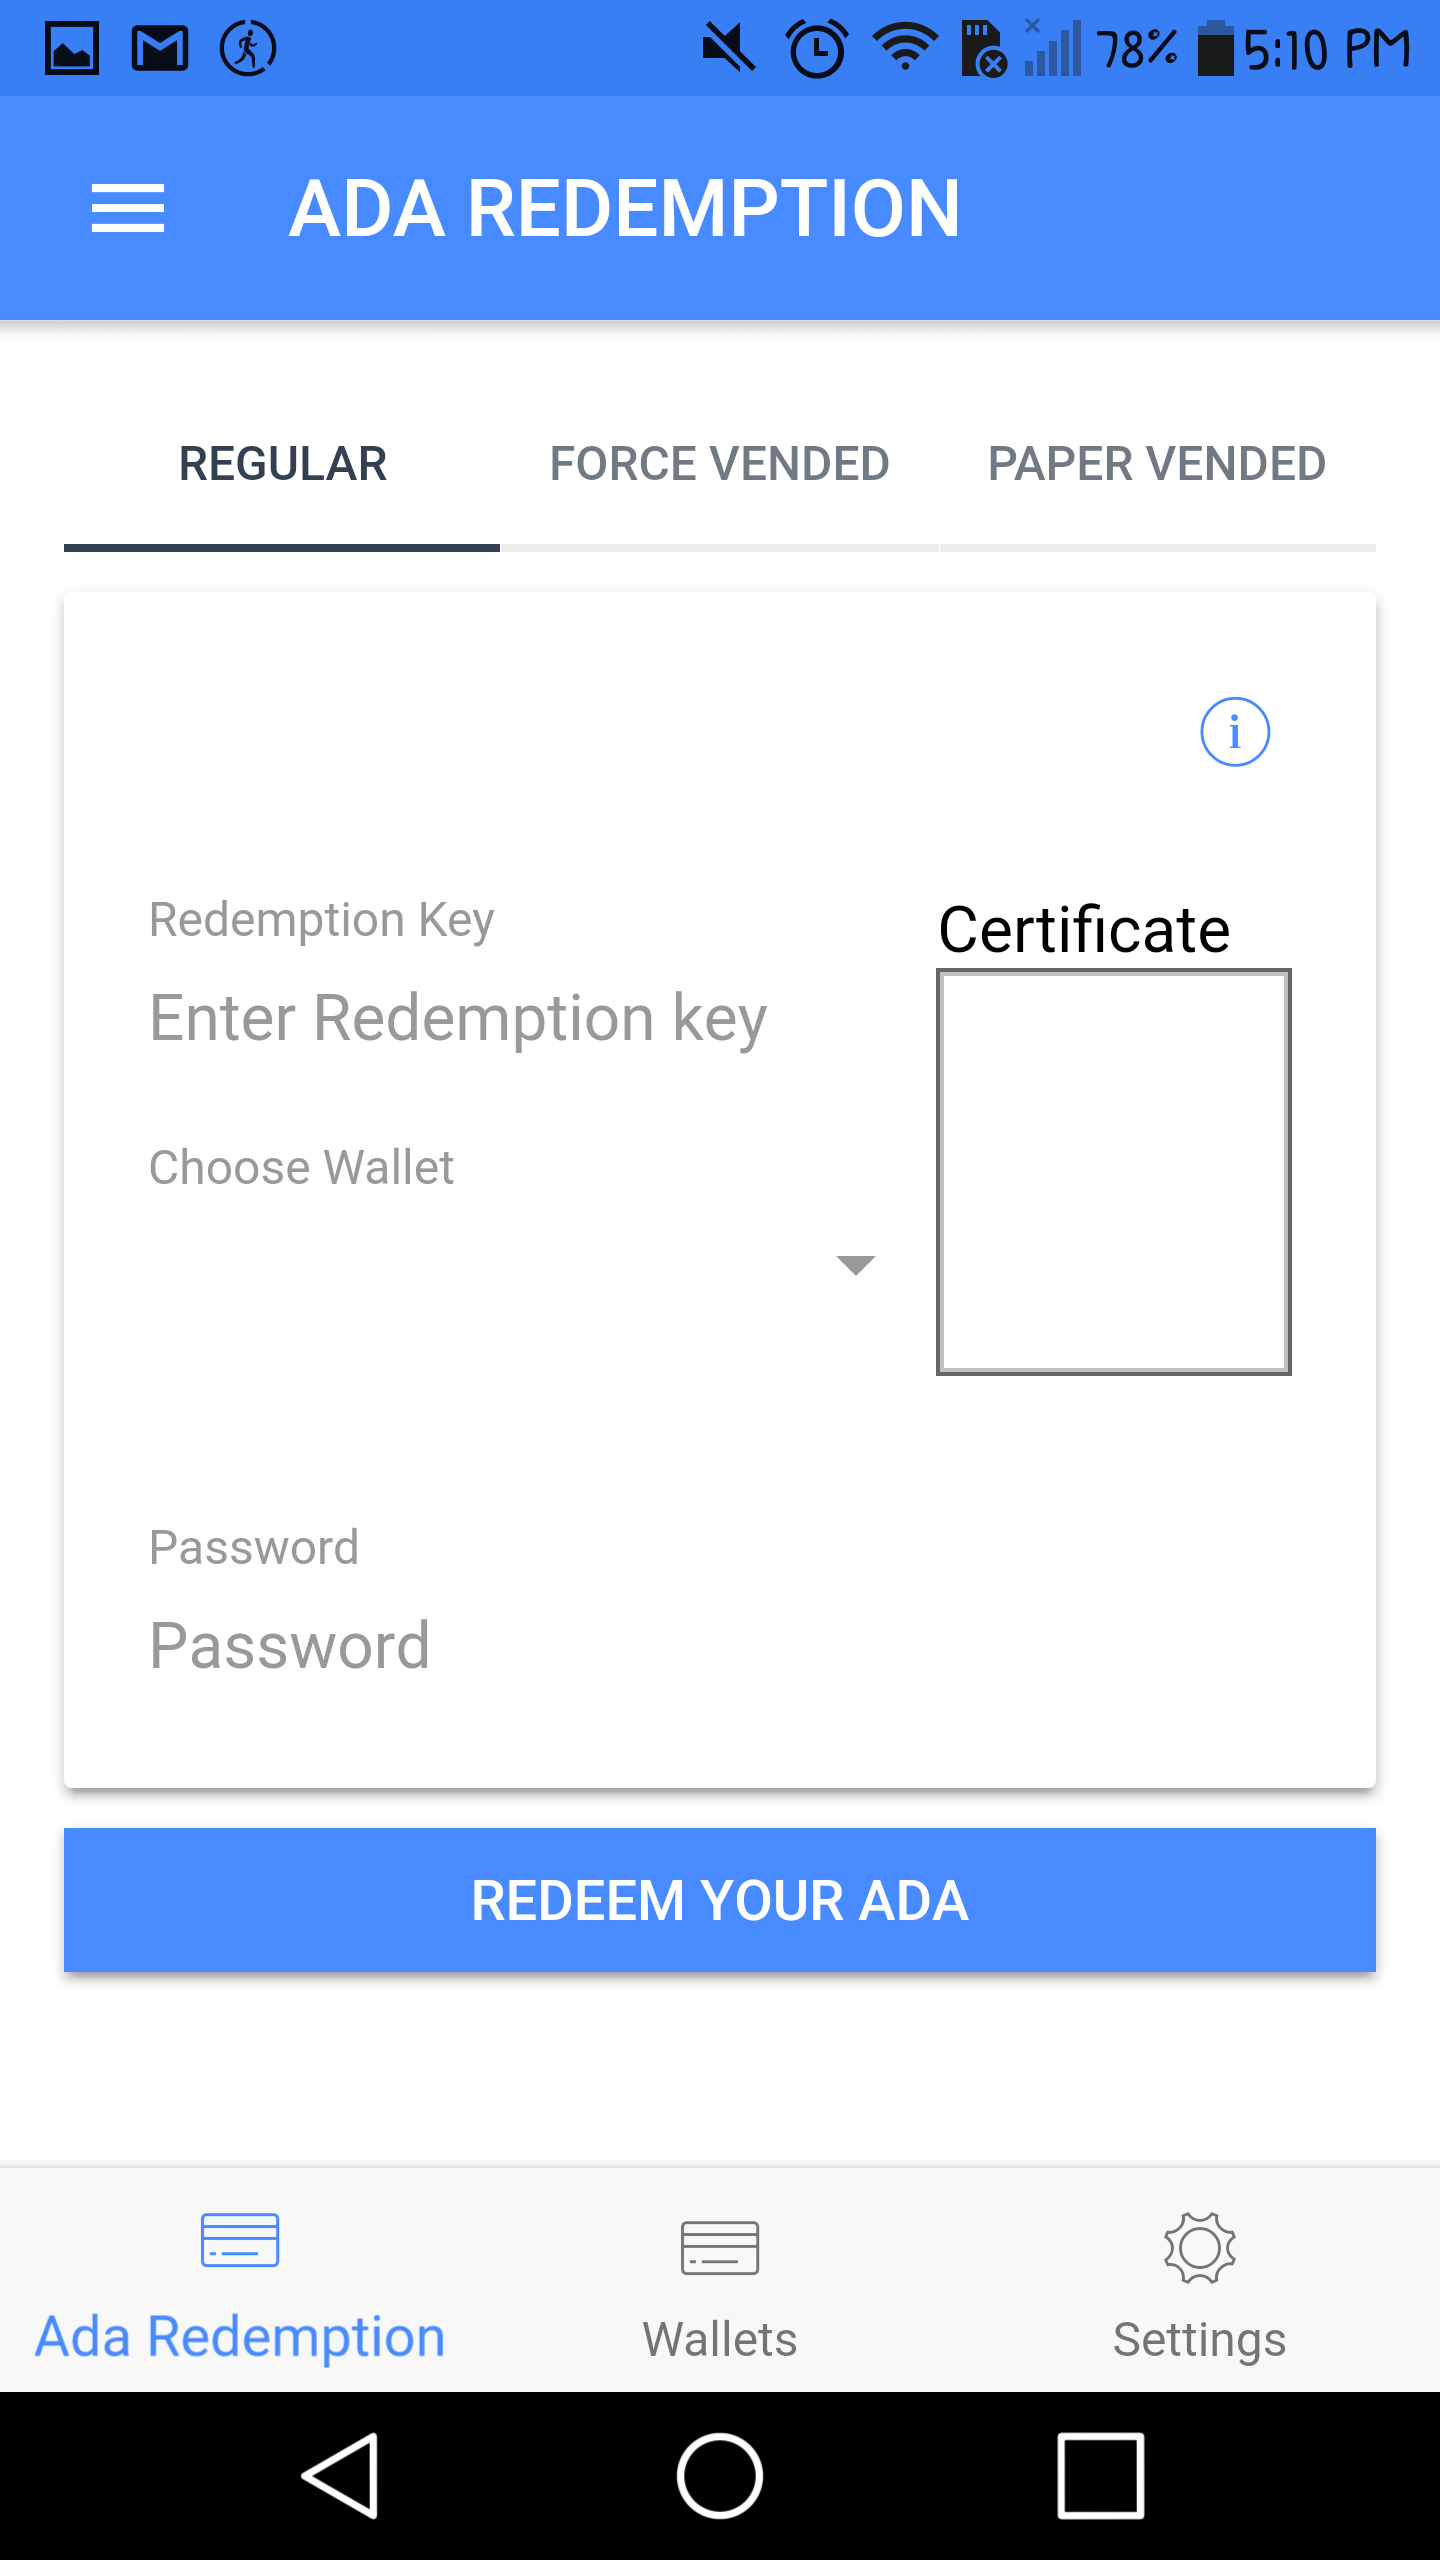 78% 5:10 PM
ADA REDEMPTION
REGULAR FORCE VENDED PAPER VENDED
i
Redemption Key
Certificate
Enter Redemption key
Choose Wallet
Password
Password
REDEEM YOUR ADA
Ada Redemption Wallets Settings